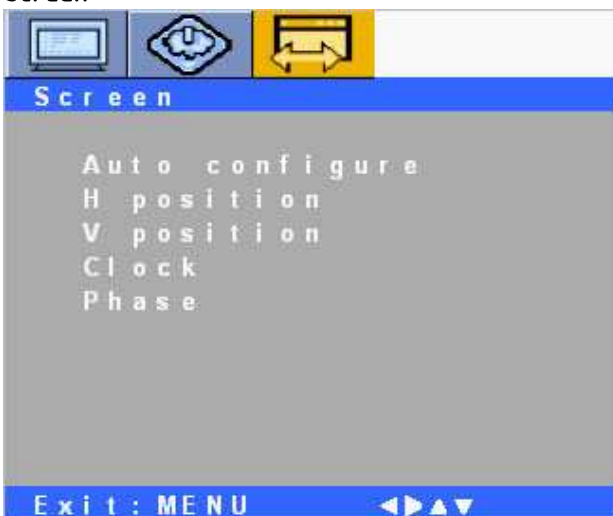 Screen
Auto configure
H position
V position
Clock
Phase
Exit: MENU ◀▶▲▼